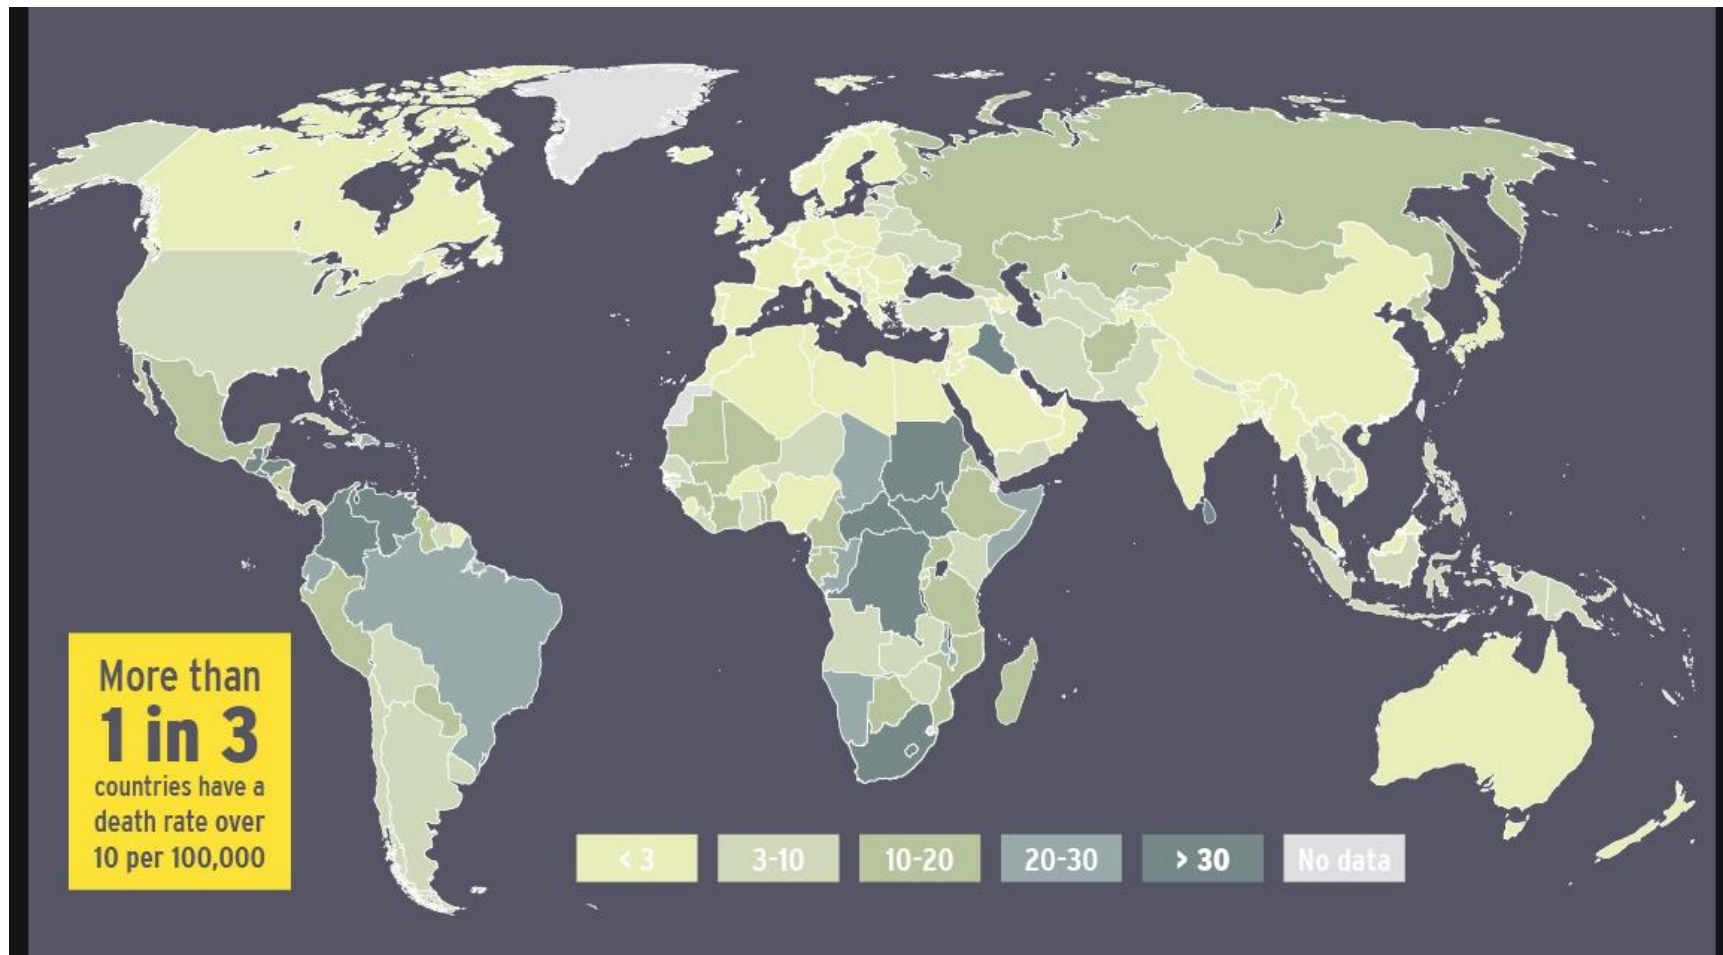 More than
1 in 3
countries have a
death rate over
10 per 100,000
< 3
3-10
10-20
20-30
> 30
No data